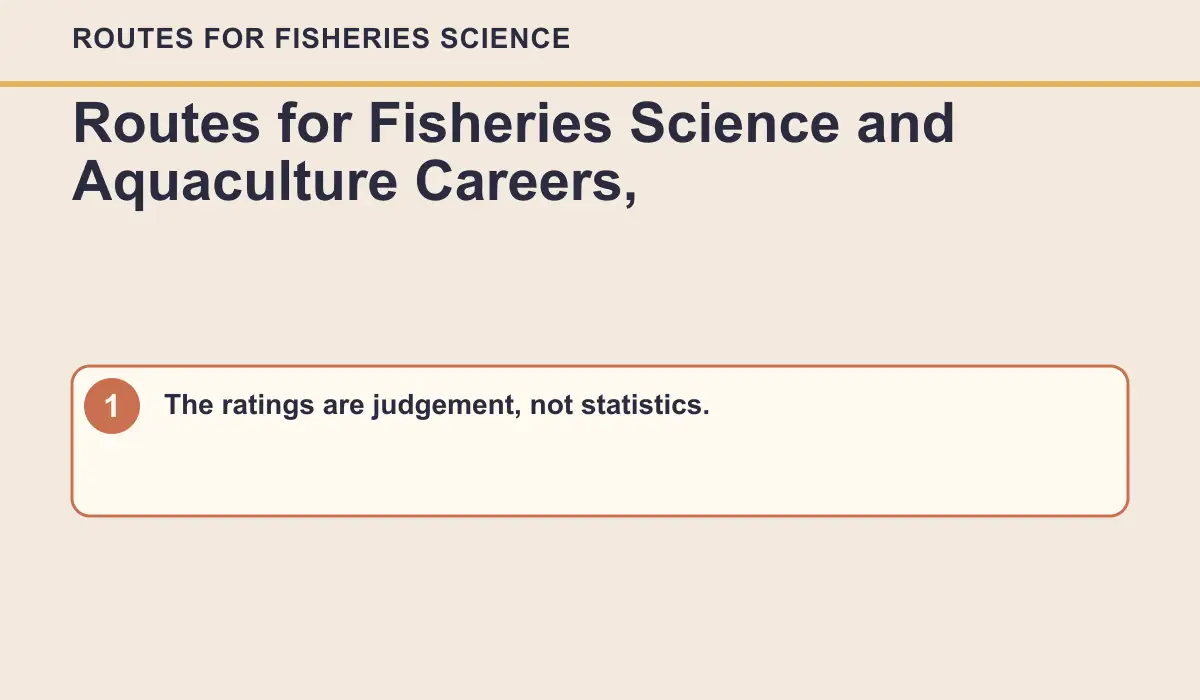 ROUTES FOR FISHERIES SCIENCE
Routes for Fisheries Science and
Aquaculture Careers,
1
The ratings are judgement, not statistics.